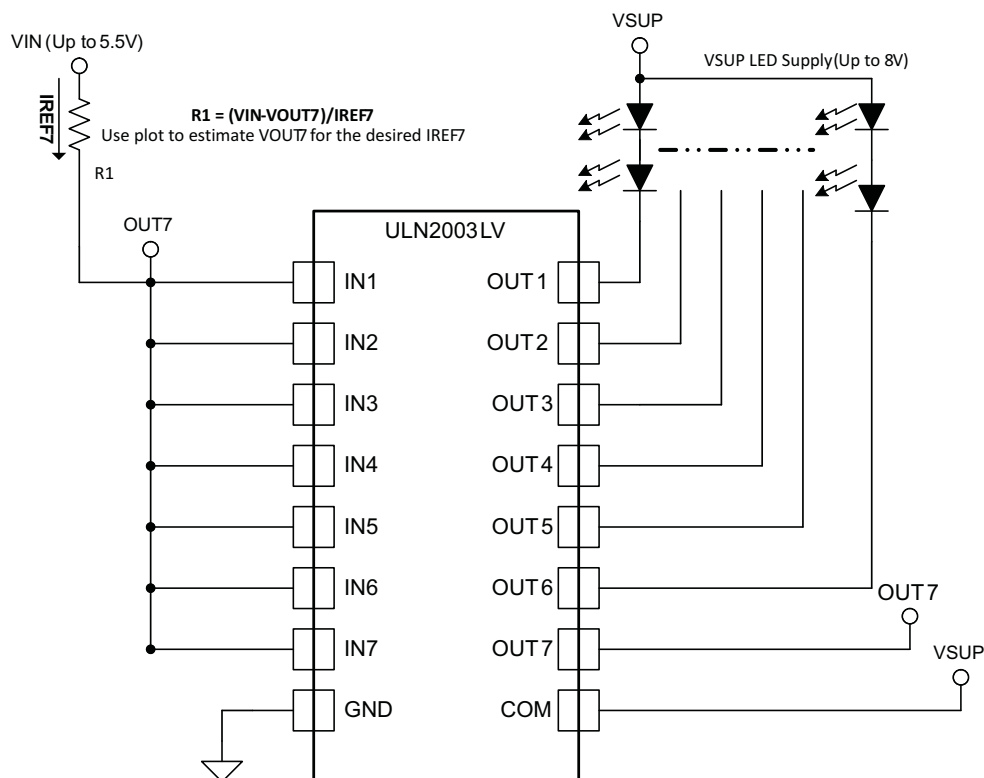 VSUP
VIN (Up to 5.5V)
VSUP LED Supply(Up to 8V)
IREF7
R1 = (VIN-VOUT7)/IREF7
Use plot to estimate VOUT7 for the desired IREF7
R1
OUT7
ULN2003LV
IN1
OUT1
IN2
OUT2
IN3
OUT3
IN4
OUT4
IN5
OUT5
IN6
OUT6
OUT7
IN7
OUT7
VSUP
GND
COM